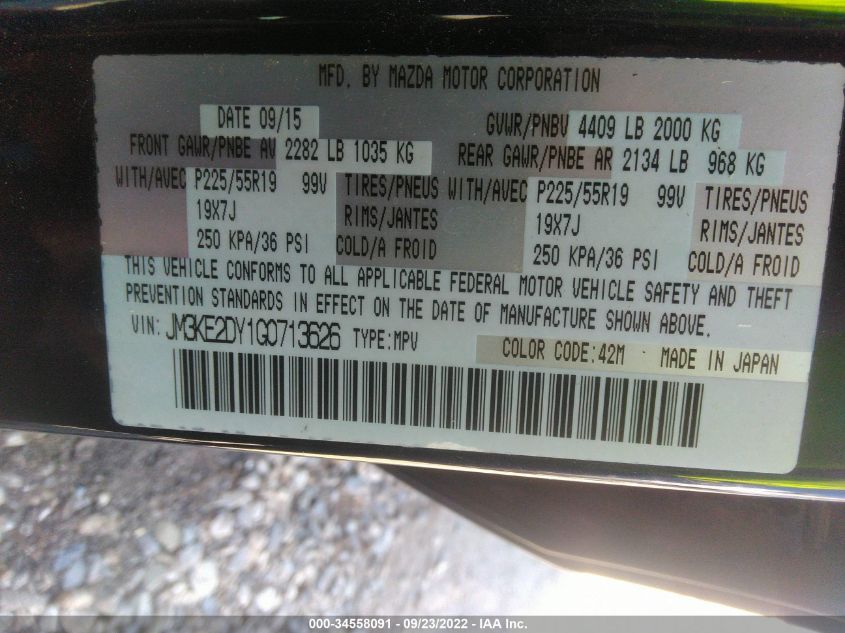 MFD. BY MAZDA MOTOR CORPORATION
DATE 09/15 GVWR/PNBV 4409 LB 2000 KG
FRONT GAWR/PNBE AV 2282 LB 1035 KG REAR GAWR/PNBE AR 2134 LB 968 KG
WITH/AVEC P225/55R19 99V TIRES/PNEUS WITH/AVEC P225/55R19 99V TIRES/PNEUS
19X7J RIMS/JANTES 19X7J RIMS/JANTES
250 KPA/36 PSI COLD/A FROID 250 KPA/36 PSI COLD/A FROID
THIS VEHICLE CONFORMS TO ALL APPLICABLE FEDERAL MOTOR VEHICLE SAFETY AND THEFT
PREVENTION STANDARDS IN EFFECT ON THE DATE OF MANUFACTURE SHOWN ABOVE.
VIN: JM3KE2DY1G0713626 TYPE:MPV
COLOR CODE:42M MADE IN JAPAN
000-34558091 - 09/23/2022 - IAA Inc.